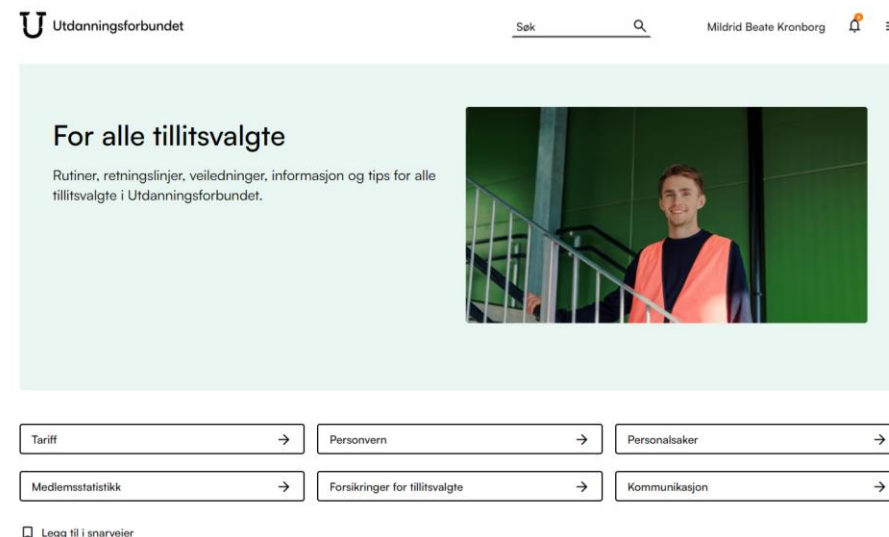 Utdanningsforbundet
Søk
Mildrid Beate Kronborg
For alle tillitsvalgte
Rutiner, retningslinjer, veiledninger, informasjon og tips for alle
tillitsvalgte i Utdanningsforbundet.
Tariff
Personvern
Personalsaker
Medlemsstatistikk
Forsikringer for tillitsvalgte
Kommunikasjon
Legg til i snarveier